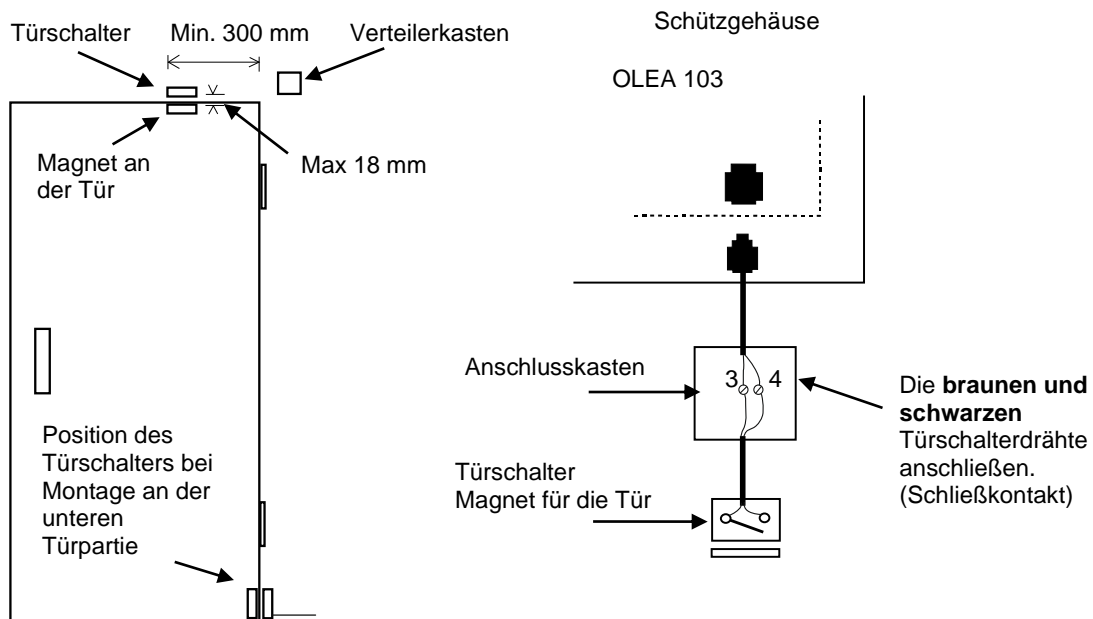 Türschalter
Min. 300 mm
Verteilerkasten
Magnet an
der Tür
Max 18 mm
Position des
Türschalters bei
Montage an der
unteren
Türpartie
Schützgehäuse
OLEA 103
Anschlusskasten
3 4
Die braunen und
schwarzen
Türschalterdrähte
anschließen.
(Schließkontakt)
Türschalter
Magnet für die Tür